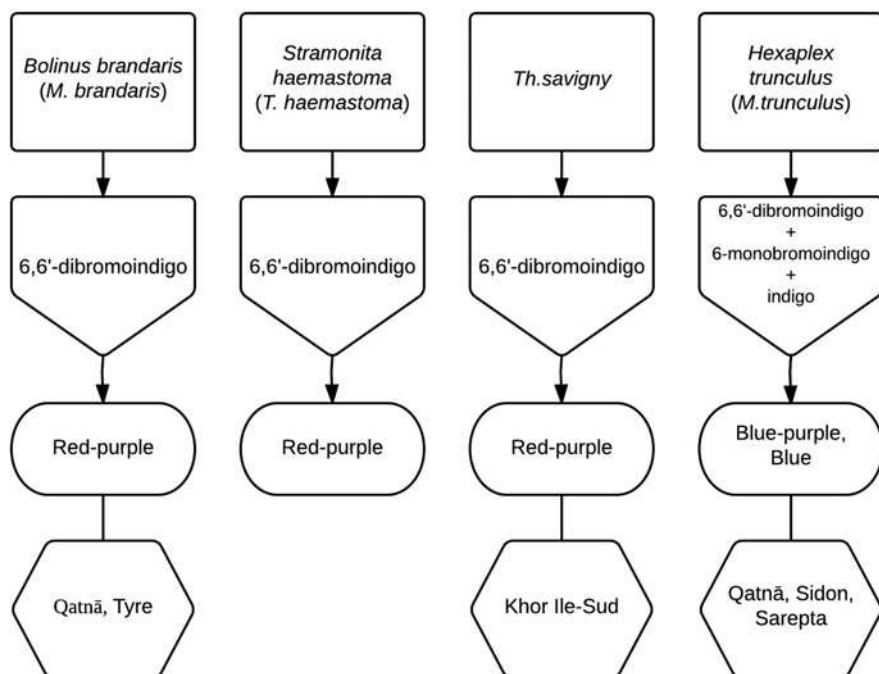 Bolinus brandaris
(M. brandaris)
Stramonita
haemastoma
(T. haemastoma)
Th.savigny
Hexaplex
trunculus
(M.trunculus)
6,6'-dibromoindigo
6,6'-dibromoindigo
6,6'-dibromoindigo
6,6'-dibromoindigo
+
6-monobromoindigo
+
indigo
Red-purple
Red-purple
Red-purple
Blue-purple,
Blue
Qatnā, Tyre
Khor Ile-Sud
Qatnā, Sidon,
Sarepta